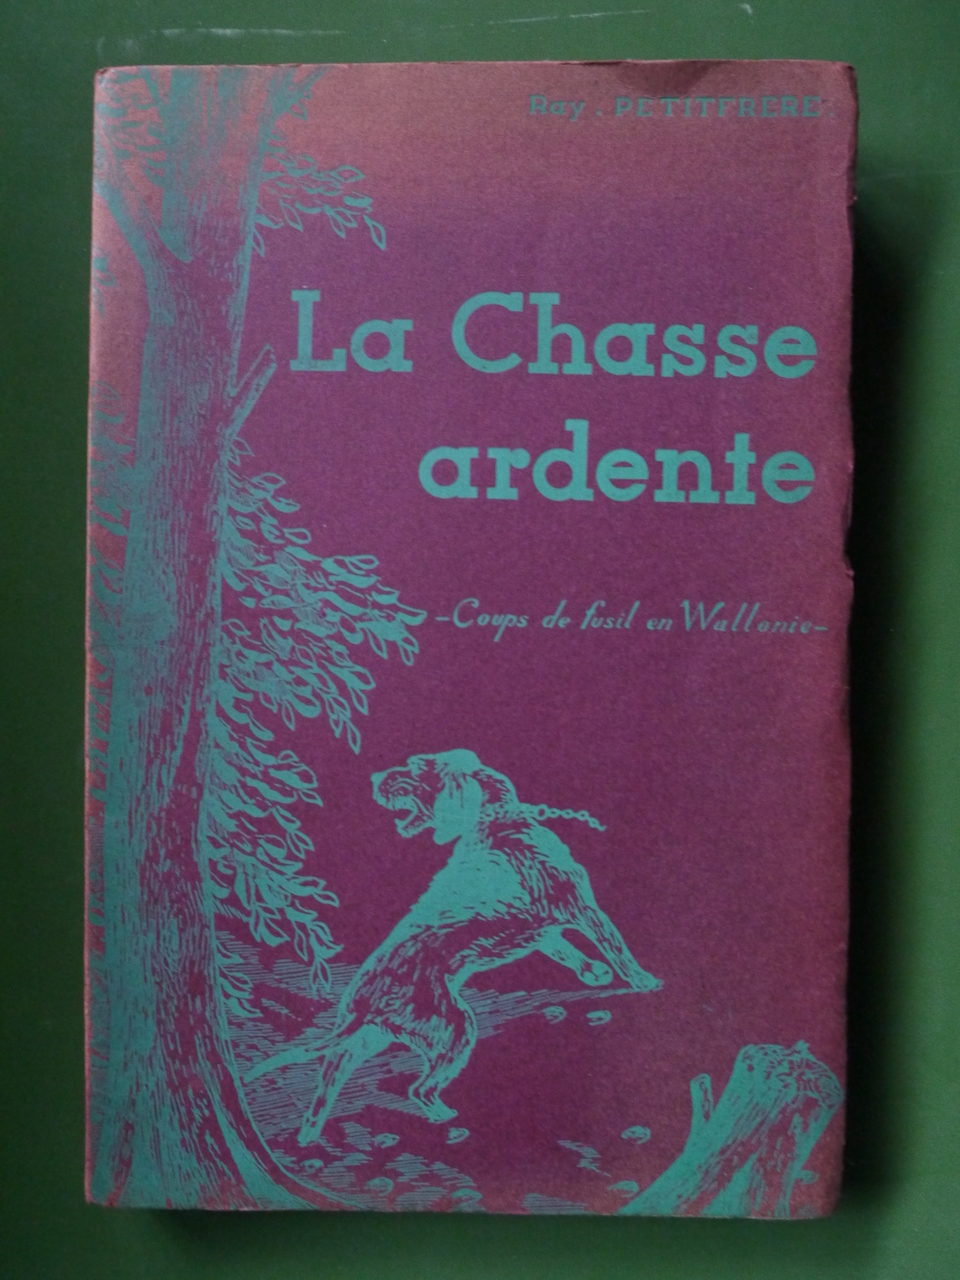 Ray. PETITFRERE.
La Chasse
ardente
-Coups de fusil en Wallonie-